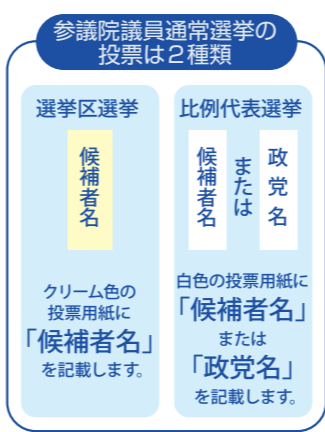 参議院議員通常選挙の
投票は２種類
選挙区選挙
候補者名
クリーム色の
投票用紙に
「候補者名」
を記載します。
比例代表選挙
候補者名
または
政党名
白色の投票用紙に
「候補者名」
または
「政党名」
を記載します。